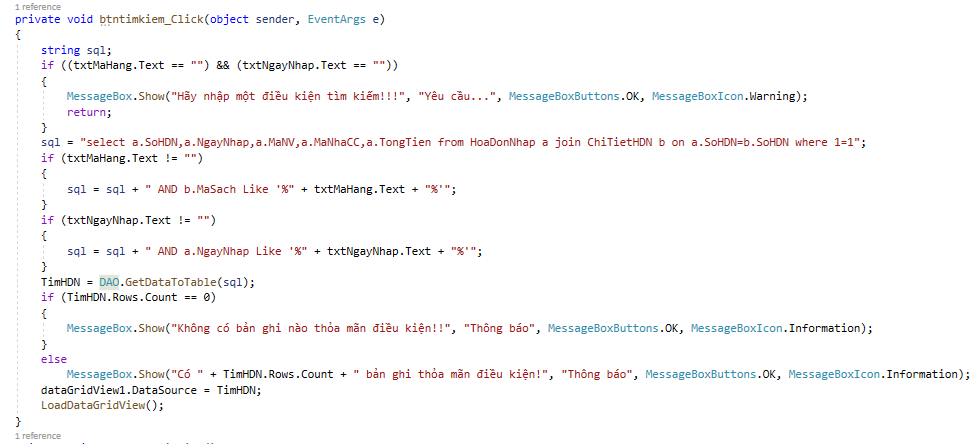 1 reference
private void btntimkiem_Click(object sender, EventArgs e)
{
    string sql;
    if ((txtMaHang.Text == "") && (txtNgayNhap.Text == ""))
    {
        MessageBox.Show("Hãy nhập một điều kiện tìm kiếm!!!", "Yêu cầu...", MessageBoxButtons.OK, MessageBoxIcon.Warning);
        return;
    }
    sql = "select a.SoHDN,a.NgayNhap,a.MaNV,a.MaNhaCC,a.TongTien from HoaDonNhap a join ChiTietHDN b on a.SoHDN=b.SoHDN where 1=1";
    if (txtMaHang.Text != "")
    {
        sql = sql + " AND b.MaSach Like '%" + txtMaHang.Text + "%'";
    }
    if (txtNgayNhap.Text != "")
    {
        sql = sql + " AND a.NgayNhap Like '%" + txtNgayNhap.Text + "%'";
    }
    TimHDN = DAO.GetDataToTable(sql);
    if (TimHDN.Rows.Count == 0)
    {
        MessageBox.Show("Không có bản ghi nào thỏa mãn điều kiện!!", "Thông báo", MessageBoxButtons.OK, MessageBoxIcon.Information);
    }
    else
        MessageBox.Show("Có " + TimHDN.Rows.Count + " bản ghi thỏa mãn điều kiện!", "Thông báo", MessageBoxButtons.OK, MessageBoxIcon.Information);
    dataGridView1.DataSource = TimHDN;
    LoadDataGridView();
}
1 reference